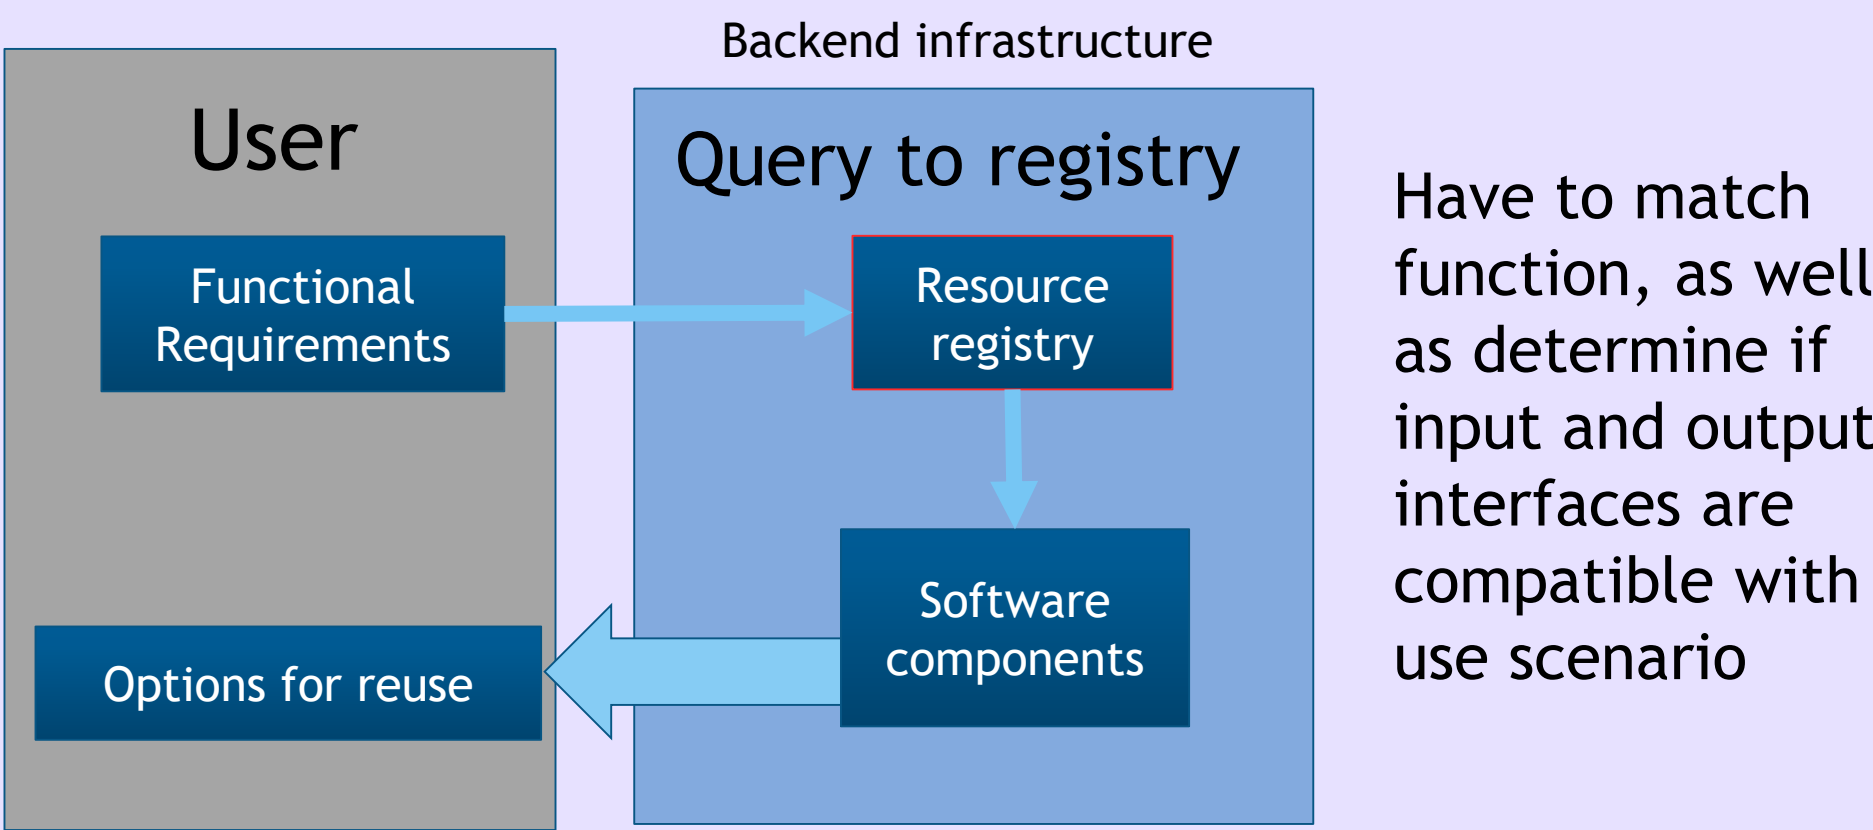 Backend infrastructure
User
Functional
Requirements
Options for reuse
Query to registry
Resource
registry
Software
components
Have to match
function, as well
as determine if
input and output
interfaces are
compatible with
use scenario